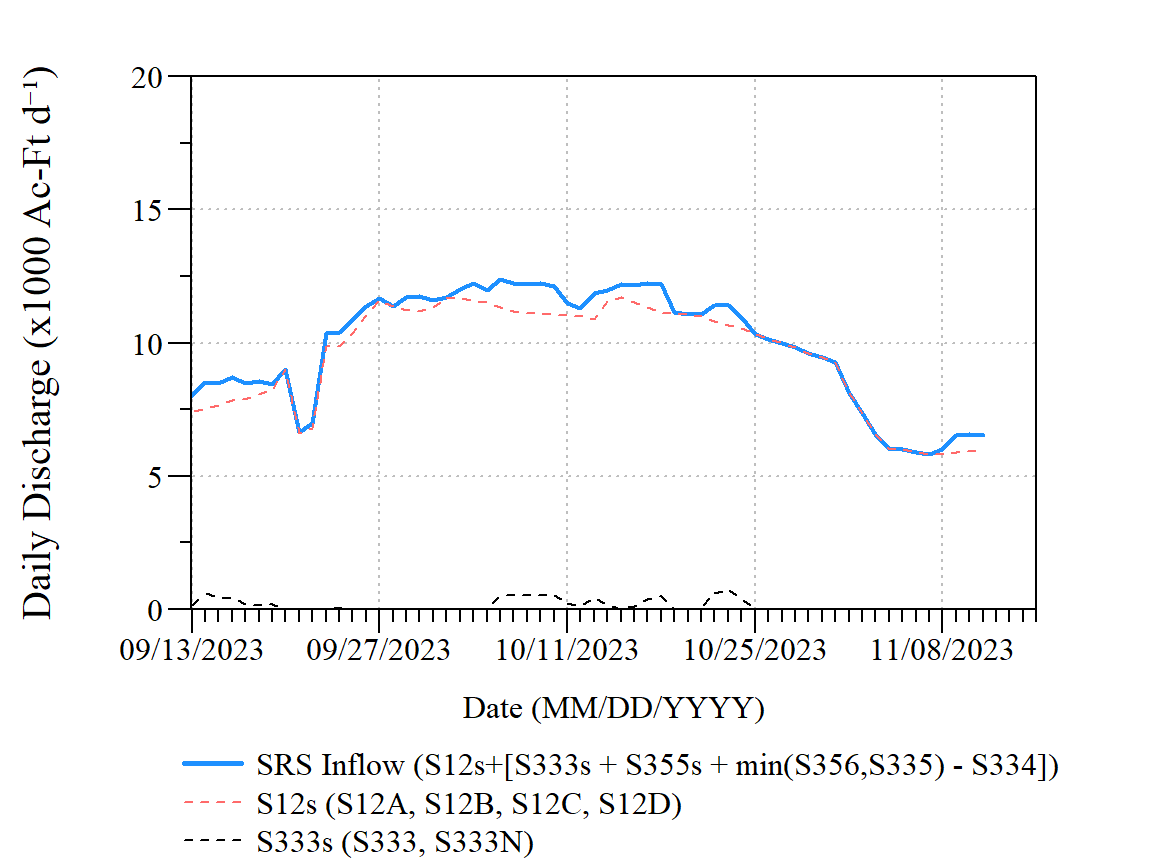 Daily Discharge (x1000 Ac-Ft d⁻¹)
20
15
10
5
0
09/13/2023 09/27/2023 10/11/2023 10/25/2023 11/08/2023
Date (MM/DD/YYYY)
SRS Inflow (S12s+[S333s + S355s + min(S356,S335) - S334])
S12s (S12A, S12B, S12C, S12D)
S333s (S333, S333N)